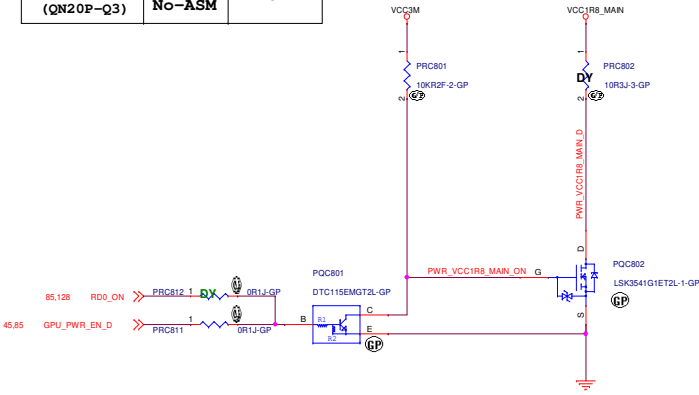 (QN20P-Q3)
No-ASM
VCC3M
VCC1R8_MAIN
1
PRC801
10KR2F-2-GP
2
GP
1
PRC802
DY
10R3J-3-GP
2
GP
PWR_VCC1R8_MAIN_D
D
PQC802
PWR_VCC1R8_MAIN_ON
G
LSK3541G1ET2L-1-GP
GP
S
PQC801
DTC115EMGT2L-GP
85,128
RD0_ON
PRC812
1
DY
0R1J-GP
45,85
GPU_PWR_EN_D
PRC811
1
0R1J-GP
B
R1
R2
C
E
GP